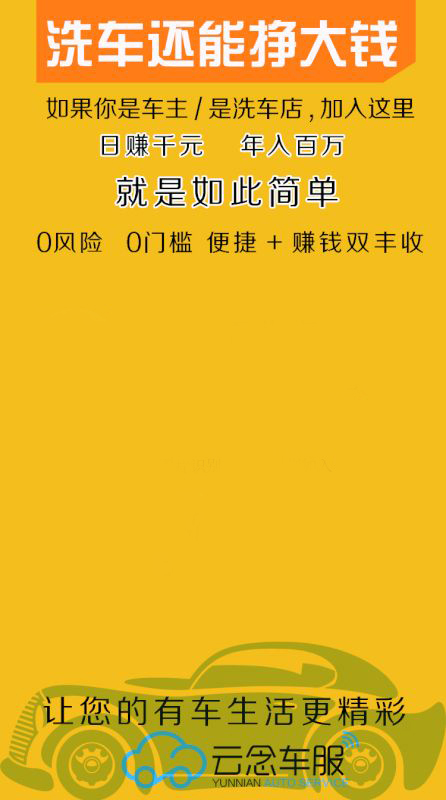 洗车还能挣大钱
如果你是车主/是洗车店,加入这里
日赚千元 年入百万
就是如此简单
0风险 0门槛 便捷+赚钱双丰收
让您的有车生活更精彩
云念车服
YUNNIAN AUTO SERVICE